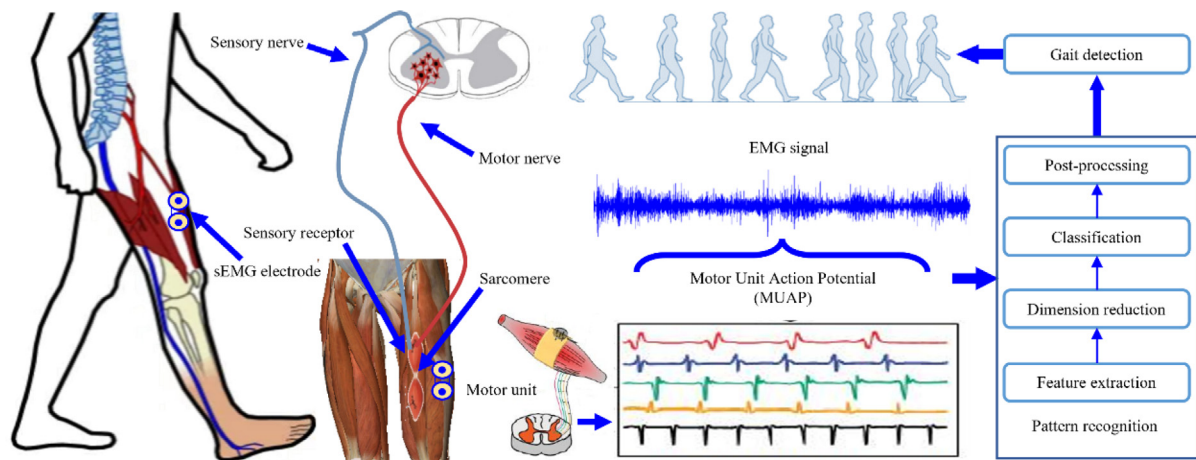 Sensory nerve
Motor nerve
sEMG electrode
Sensory receptor
Sarcomere
Motor unit
EMG signal
Motor Unit Action Potential
(MUAP)
Gait detection
Post-processing
Classification
Dimension reduction
Feature extraction
Pattern recognition